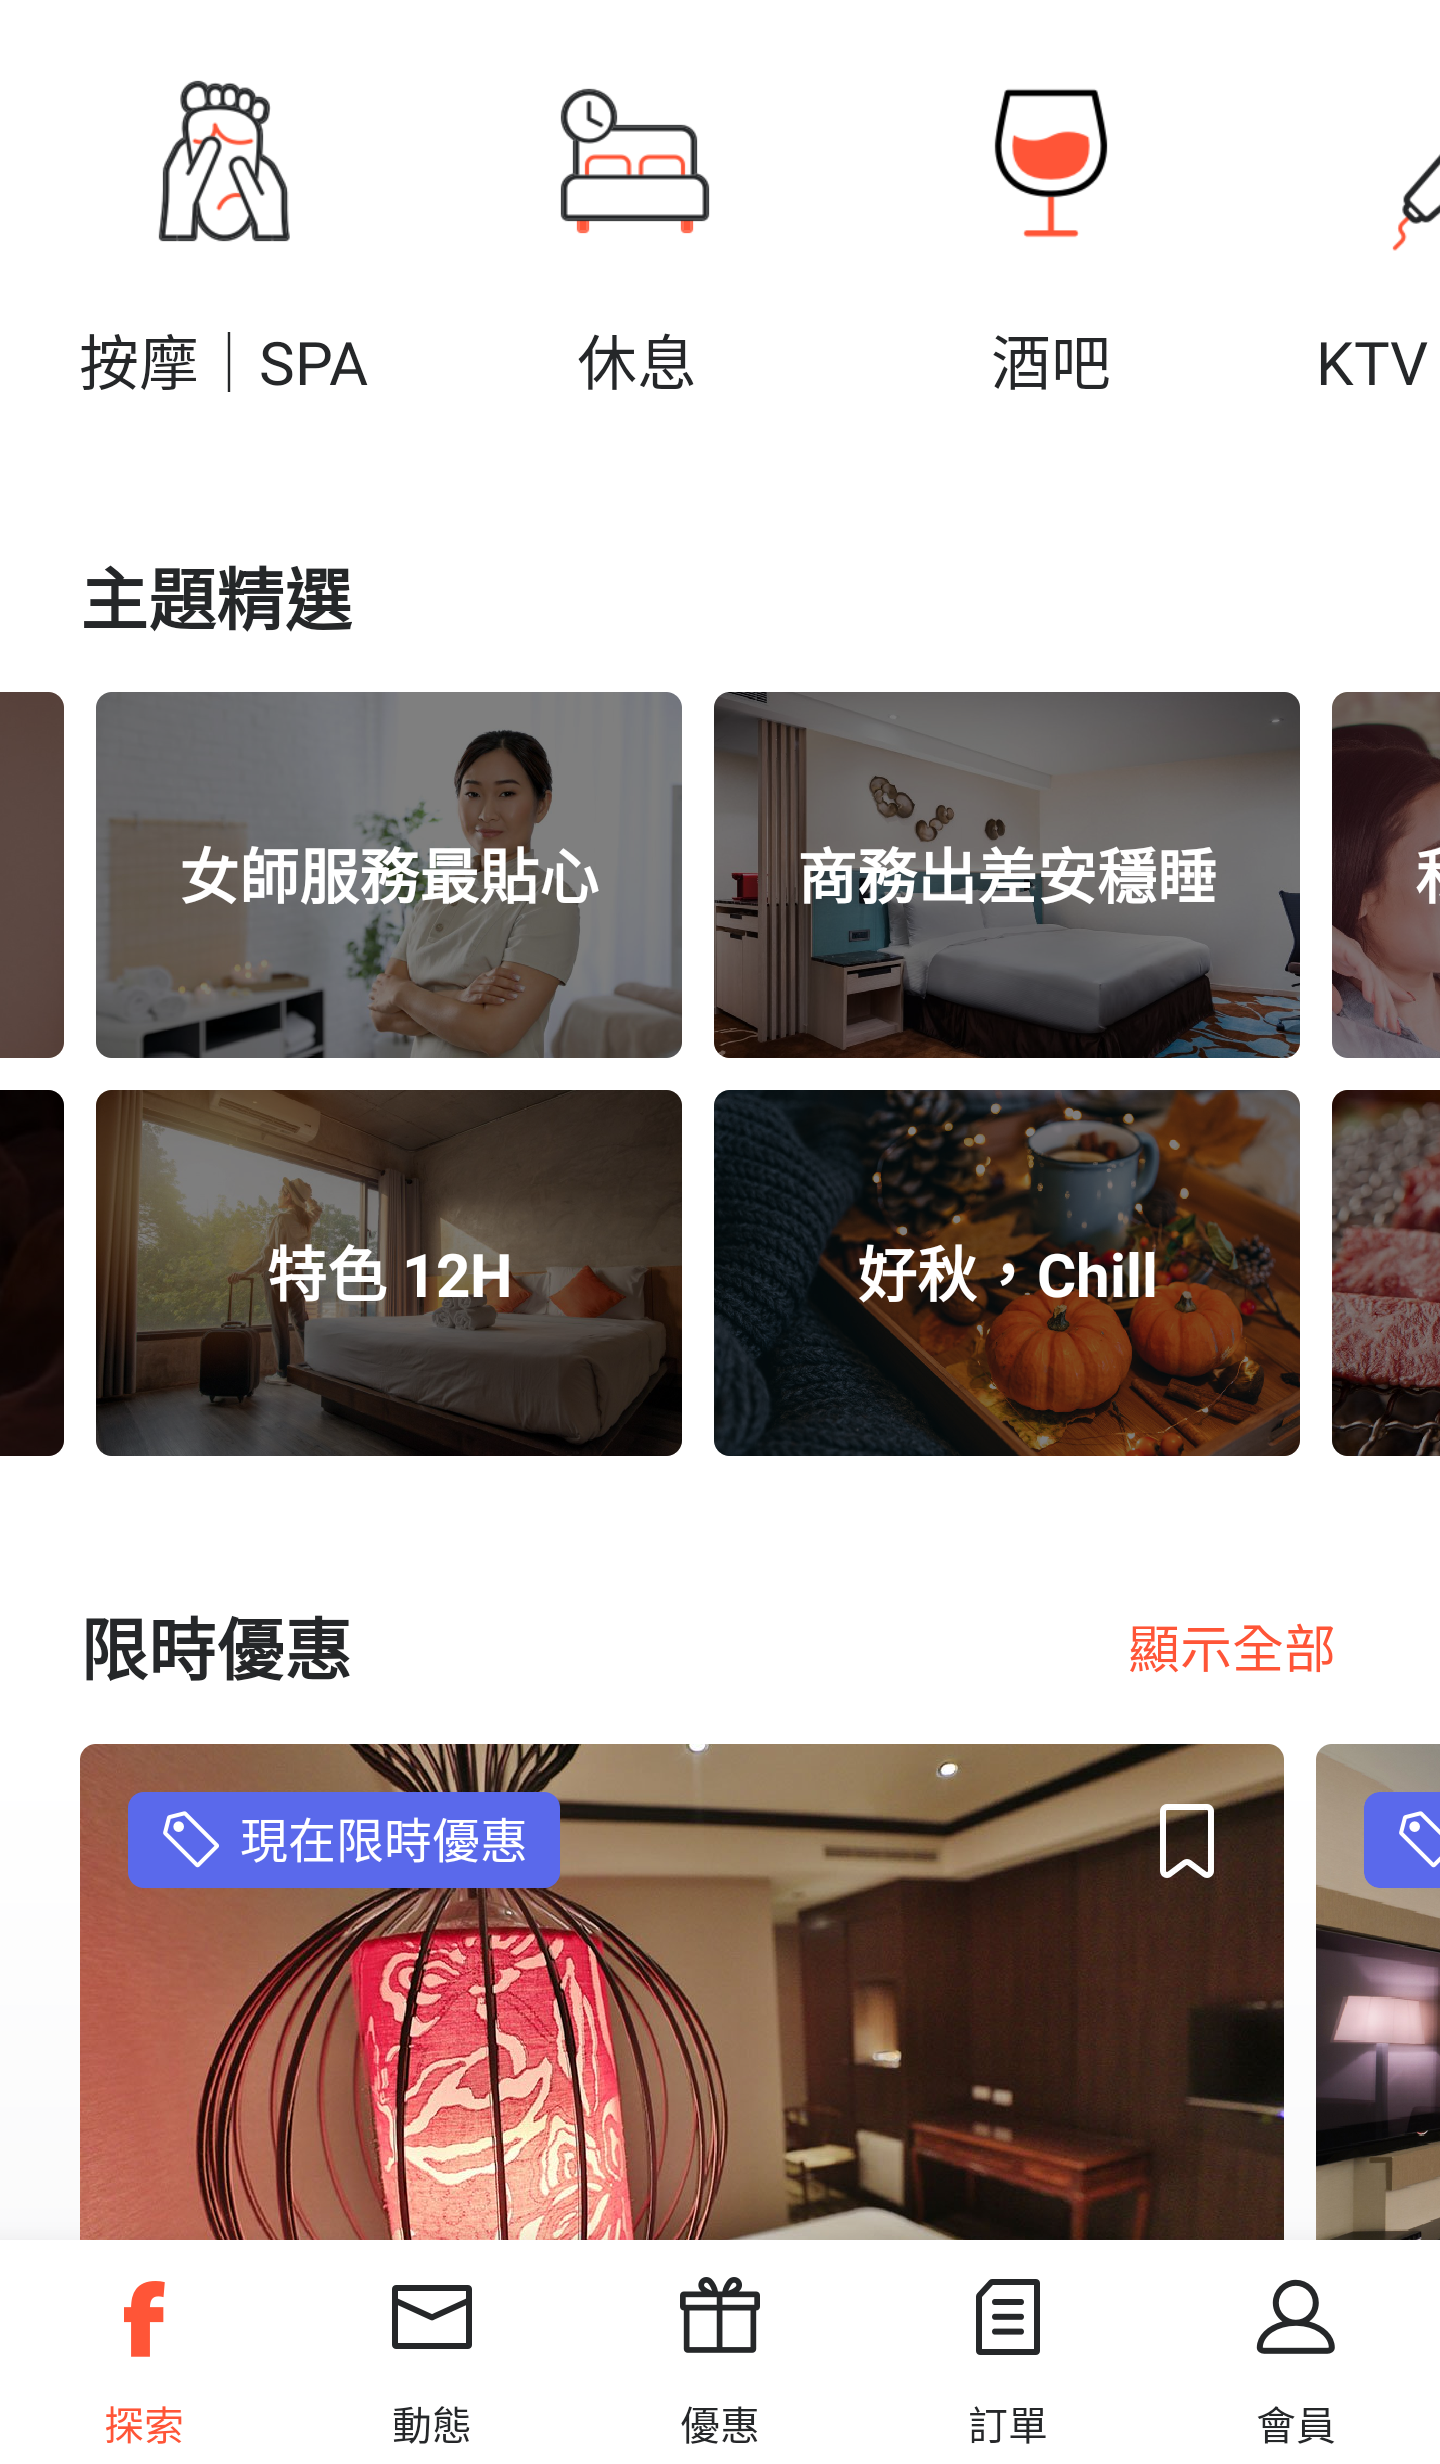 按摩｜SPA
休息
酒吧
KTV
主題精選
女師服務最貼心
商務出差安穩睡
特色 12H
好秋，Chill
限時優惠
顯示全部
現在限時優惠
探索
動態
優惠
訂單
會員